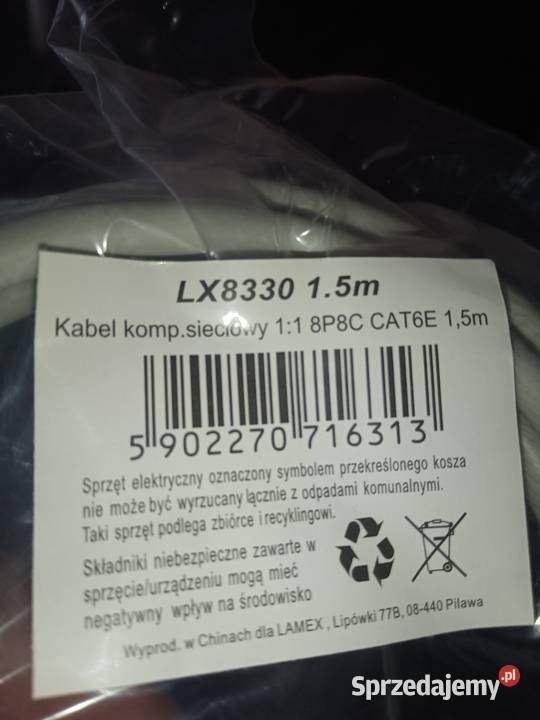 LX8330 1.5m
Kabel komp.sieciowy 1:1 8P8C CAT6E 1,5m
5 902270 716313
Sprzęt elektryczny oznaczony symbolem przekreślonego kosza
nie może być wyrzucany łącznie z odpadami komunalnymi.
Taki sprzęt podlega zbiórce i recyklingowi.
Składniki niebezpieczne zawarte w
sprzęcie/urządzeniu mogą mieć
negatywny wpływ na środowisko
Wyprod. w Chinach dla LAMEX , Lipówki 77B, 08-440 Pilawa
Sprzedajemy.pl